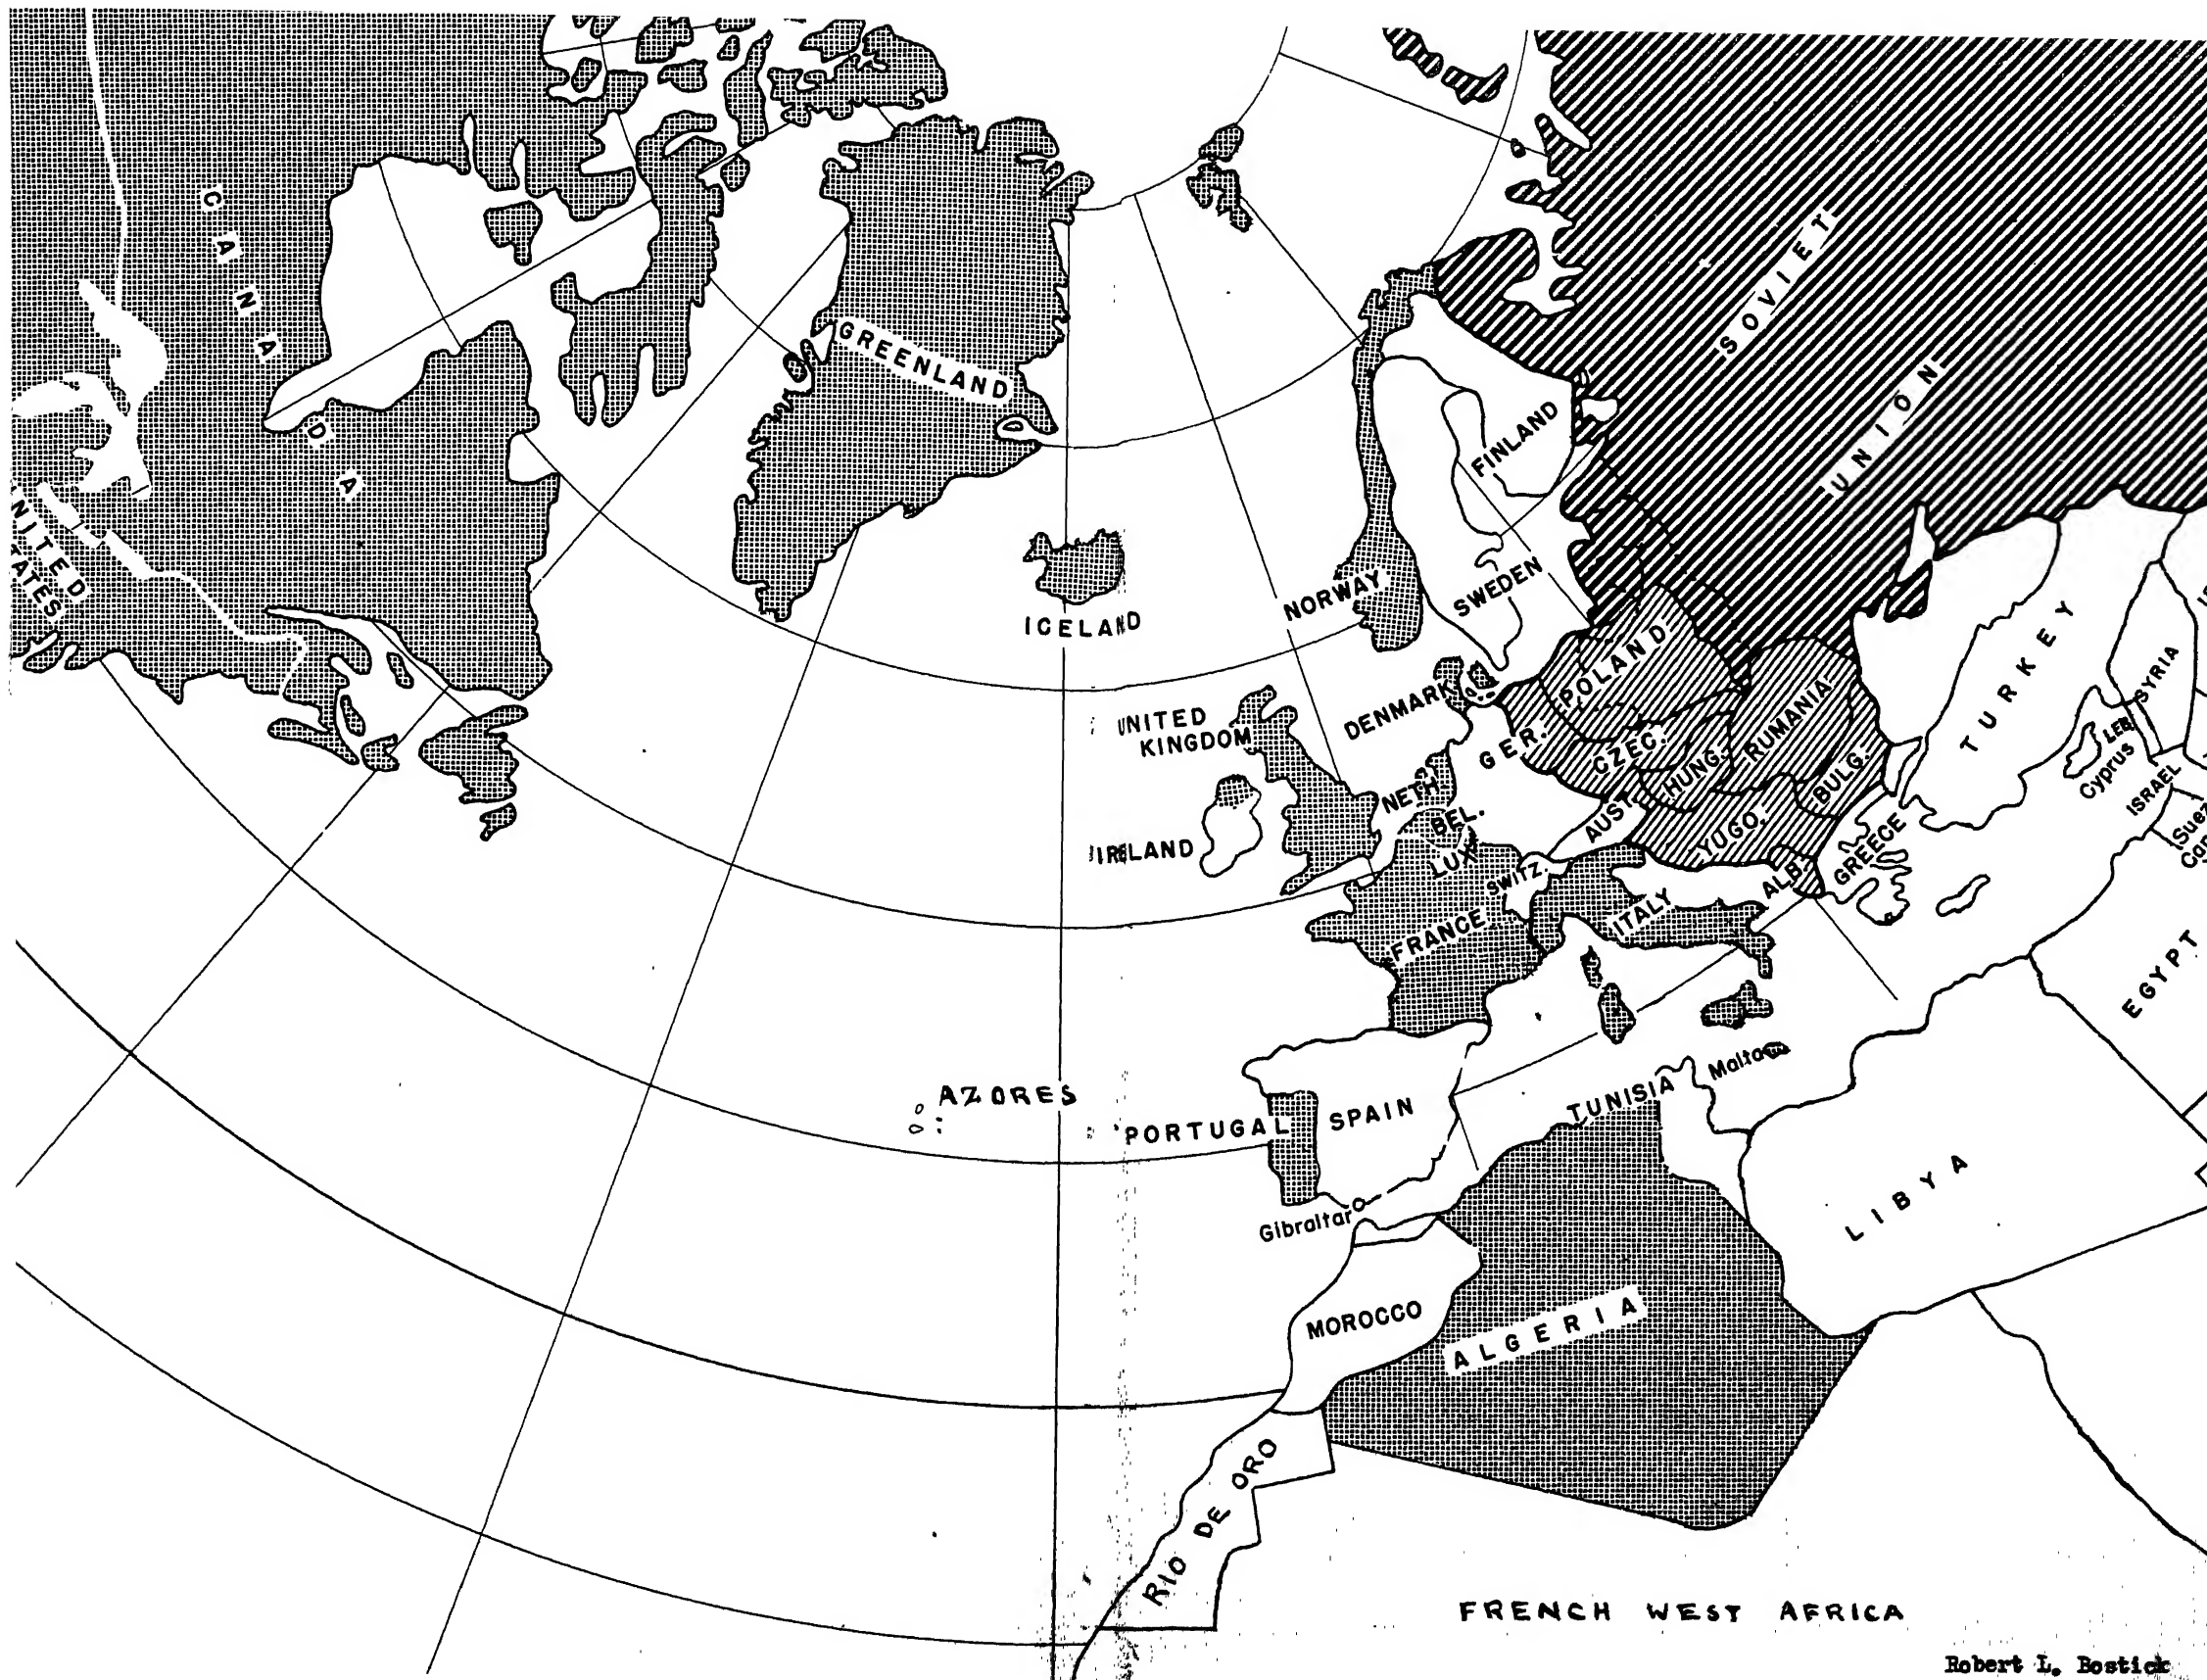 CANADA
UNITED
STATES
GREENLAND
ICELAND
SOVIET
UNION
FINLAND
SWEDEN
NORWAY
DENMARK
UNITED
KINGDOM
IRELAND
NETH.
BEL.
LUX.
GER.
POLAND
CZEC.
HUNG.
RUMANIA
BULG.
YUGO.
AUST.
SWITZ.
FRANCE
ITALY
ALB.
GREECE
TURKEY
SYRIA
LEB.
Cyprus
ISRAEL
Suez
EGYPT
AZORES
PORTUGAL
SPAIN
Gibraltar
TUNISIA
Malta
LIBYA
MOROCCO
ALGERIA
RIO DE ORO
FRENCH WEST AFRICA
Robert L. Bostick